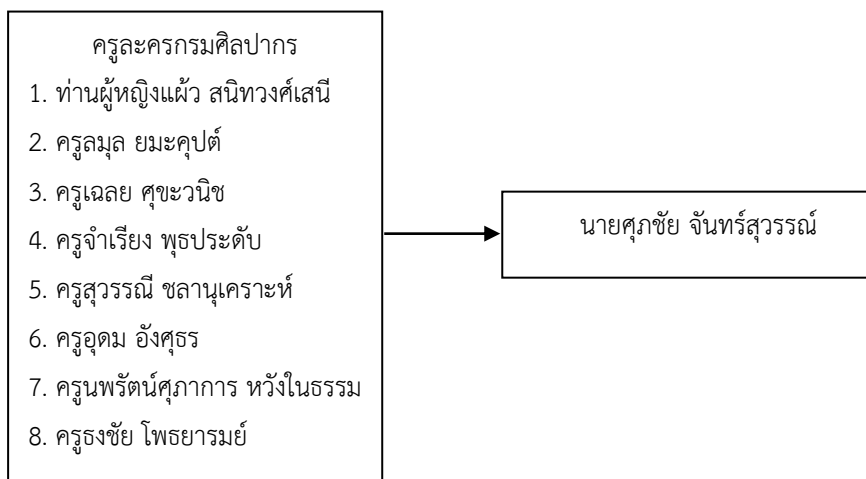 ครูละครกรมศิลปากร
1. ท่านผู้หญิงแผ้ว สนิทวงศ์เสนี
2. ครูลมุล ยมะคุปต์
3. ครูเฉลย ศุขะวนิช
4. ครูจำเรียง พุธประดับ
5. ครูสุวรรณี ชลานุเคราะห์
6. ครูอุดม อังศุธร
7. ครูนพรัตน์ศุภาการ หวังในธรรม
8. ครูธงชัย โพธยารมย์
นายศุภชัย จันทร์สุวรรณ์